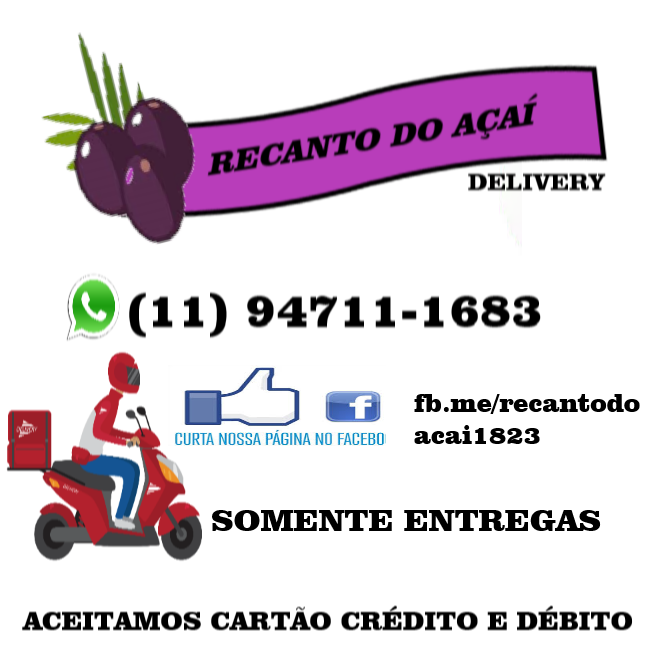 RECANTO DO AÇAÍ
DELIVERY
(11) 94711-1683
CURTA NOSSA PÁGINA NO FACEBO
fb.me/recantodo
acai1823
SOMENTE ENTREGAS
ACEITAMOS CARTÃO CRÉDITO E DÉBITO